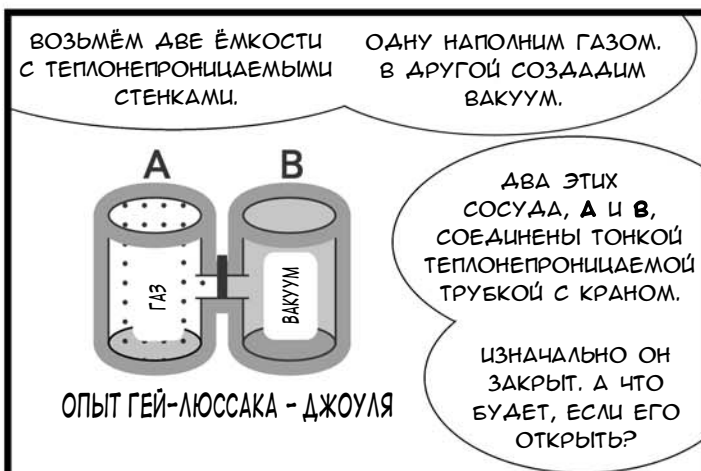 ВОЗЬМЁМ ДВЕ ЁМКОСТИ
С ТЕПЛОНЕПРОНИЦАЕМЫМИ
СТЕНКАМИ.
ОДНУ НАПОЛНИМ ГАЗОМ.
В ДРУГОЙ СОЗДАДИМ
ВАКУУМ.
A
B
ГАЗ
ВАКУУМ
ОПЫТ ГЕЙ-ЛЮССАКА - ДЖОУЛЯ
ДВА ЭТИХ
СОСУДА, A И B,
СОЕДИНЕНЫ ТОНКОЙ
ТЕПЛОНЕПРОНИЦАЕМОЙ
ТРУБКОЙ С КРАНОМ.
ИЗНАЧАЛЬНО ОН
ЗАКРЫТ. А ЧТО
БУДЕТ, ЕСЛИ ЕГО
ОТКРЫТЬ?